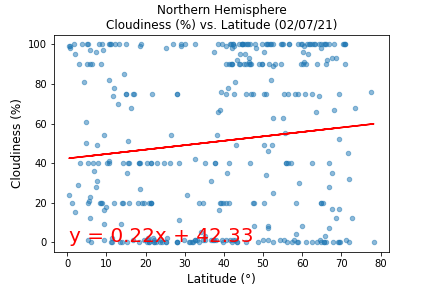 Northern Hemisphere
Cloudiness (%) vs. Latitude (02/07/21)
100
80
60
40
20
0
Cloudiness (%)
y = 0.22x + 42.33
0 10 20 30 40 50 60 70 80
Latitude (°)